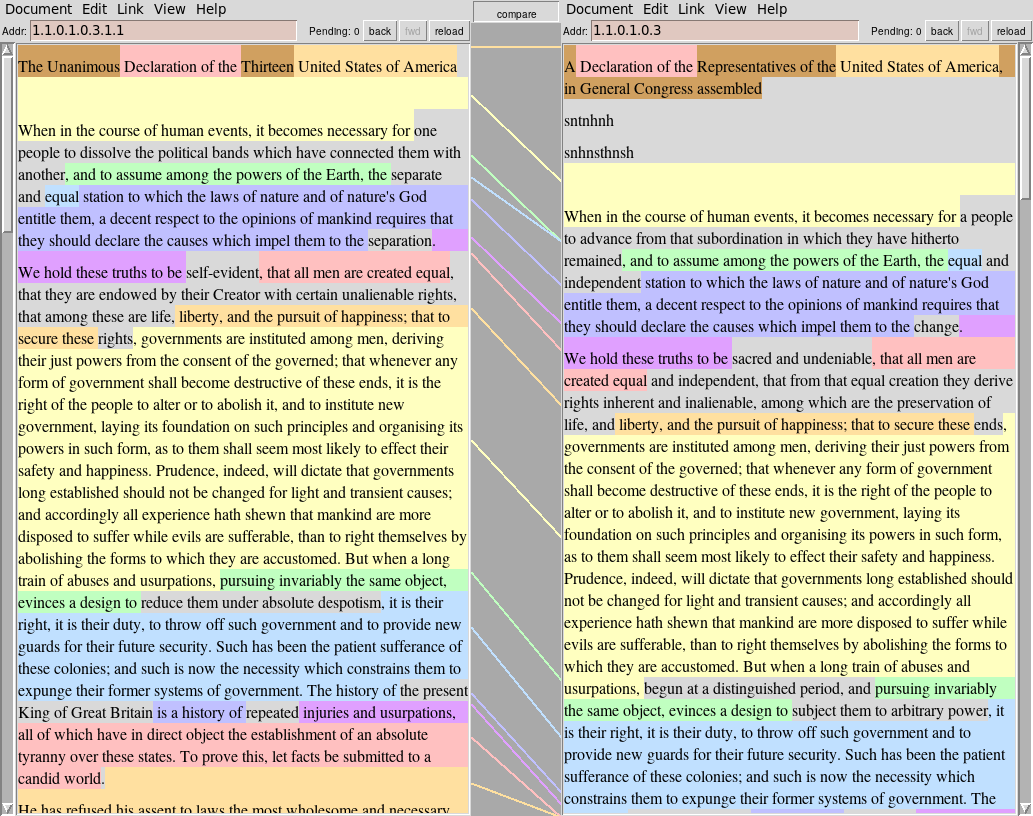 Document Edit Link View Help
Addr: 1.1.0.1.0.3.1.1 Pending: 0 back fwd reload
The Unanimous Declaration of the Thirteen United States of America
When in the course of human events, it becomes necessary for one
people to dissolve the political bands which have connected them with
another, and to assume among the powers of the Earth, the separate
and equal station to which the laws of nature and of nature's God
entitle them, a decent respect to the opinions of mankind requires that
they should declare the causes which impel them to the separation.
We hold these truths to be self-evident, that all men are created equal,
that they are endowed by their Creator with certain unalienable rights,
that among these are life, liberty, and the pursuit of happiness; that to
secure these rights, governments are instituted among men, deriving
their just powers from the consent of the governed; that whenever any
form of government shall become destructive of these ends, it is the
right of the people to alter or to abolish it, and to institute new
government, laying its foundation on such principles and organising its
powers in such form, as to them shall seem most likely to effect their
safety and happiness. Prudence, indeed, will dictate that governments
long established should not be changed for light and transient causes;
and accordingly all experience hath shewn that mankind are more
disposed to suffer while evils are sufferable, than to right themselves by
abolishing the forms to which they are accustomed. But when a long
train of abuses and usurpations, pursuing invariably the same object,
evinces a design to reduce them under absolute despotism, it is their
right, it is their duty, to throw off such government and to provide new
guards for their future security. Such has been the patient sufferance of
these colonies; and such is now the necessity which constrains them to
expunge their former systems of government. The history of the present
King of Great Britain is a history of repeated injuries and usurpations,
all of which have in direct object the establishment of an absolute
tyranny over these states. To prove this, let facts be submitted to a
candid world.
He has refused his assent to laws the most wholesome and necessary
compare
Document Edit Link View Help
Addr: 1.1.0.1.0.3 Pending: 0 back fwd reload
A Declaration of the Representatives of the United States of America,
in General Congress assembled
sntnhnh
snhnsthnsh
When in the course of human events, it becomes necessary for a people
to advance from that subordination in which they have hitherto
remained, and to assume among the powers of the Earth, the equal and
independent station to which the laws of nature and of nature's God
entitle them, a decent respect to the opinions of mankind requires that
they should declare the causes which impel them to the change.
We hold these truths to be sacred and undeniable, that all men are
created equal and independent, that from that equal creation they derive
rights inherent and inalienable, among which are the preservation of
life, and liberty, and the pursuit of happiness; that to secure these ends,
governments are instituted among men, deriving their just powers from
the consent of the governed; that whenever any form of government
shall become destructive of these ends, it is the right of the people to
alter or to abolish it, and to institute new government, laying its
foundation on such principles and organising its powers in such form,
as to them shall seem most likely to effect their safety and happiness.
Prudence, indeed, will dictate that governments long established should
not be changed for light and transient causes; and accordingly all
experience hath shewn that mankind are more disposed to suffer while
evils are sufferable, than to right themselves by abolishing the forms to
which they are accustomed. But when a long train of abuses and
usurpations, begun at a distinguished period, and pursuing invariably
the same object, evinces a design to subject them to arbitrary power, it
is their right, it is their duty, to throw off such government and to
provide new guards for their future security. Such has been the patient
sufferance of these colonies; and such is now the necessity which
constrains them to expunge their former systems of government. The